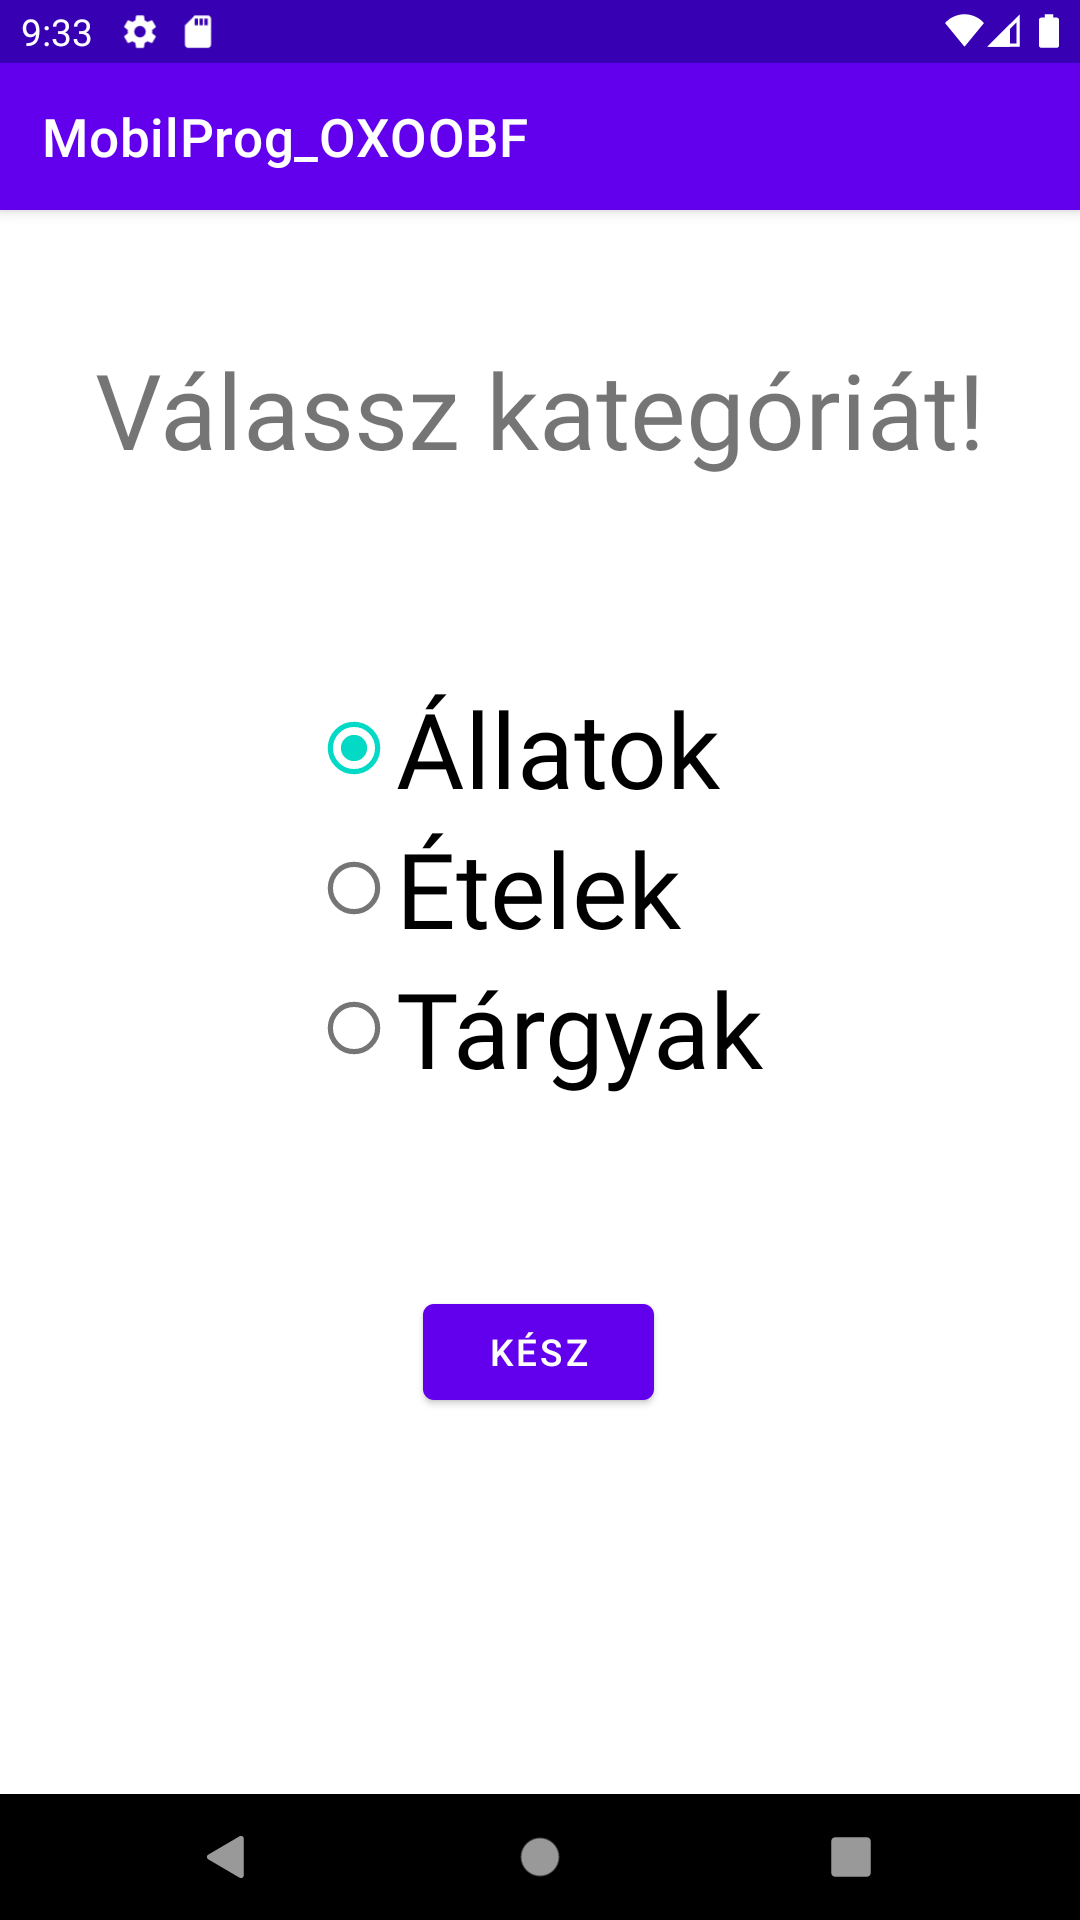 9:33
MobilProg_OXOOBF
Válassz kategóriát!
Állatok
Ételek
Tárgyak
KÉSZ